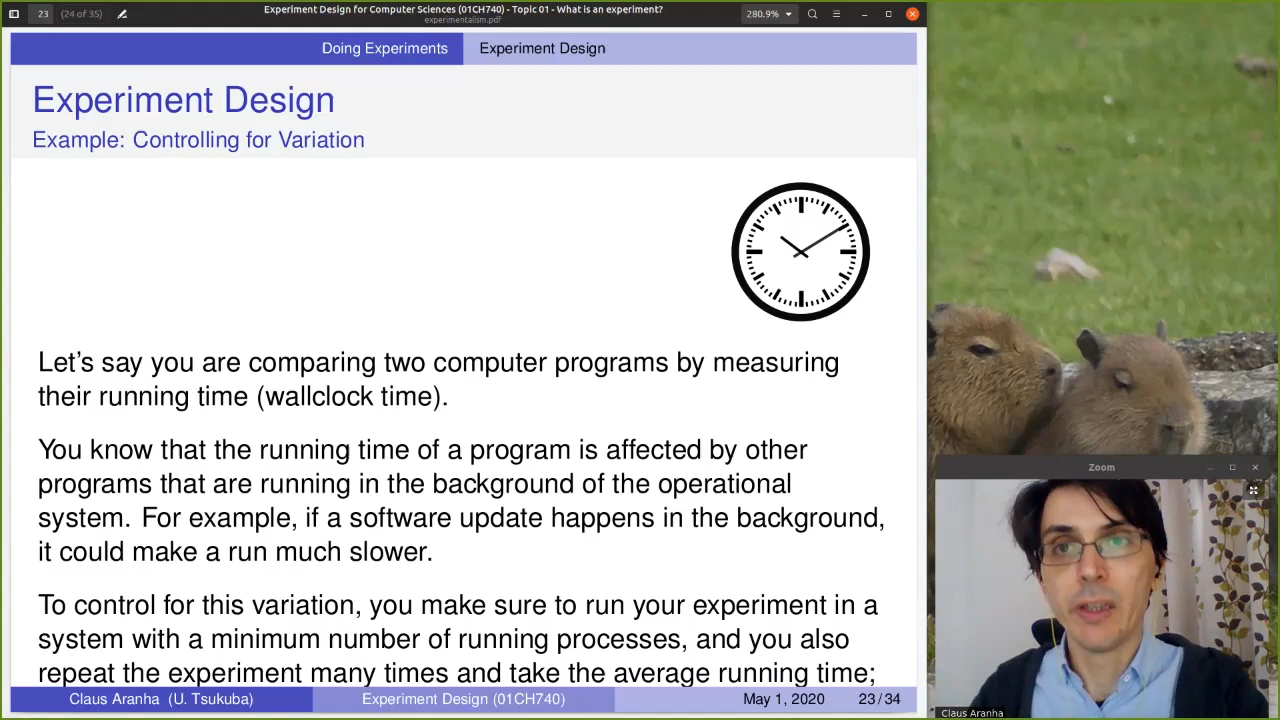 23
(24 of 35)
Experiment Design for Computer Sciences (01CH740) - Topic 01 - What is an experiment?
experimentalism.pdf
280.9%
Doing Experiments
Experiment Design
Experiment Design
Example: Controlling for Variation
Let's say you are comparing two computer programs by measuring
their running time (wallclock time).
You know that the running time of a program is affected by other
programs that are running in the background of the operational
system. For example, if a software update happens in the background,
it could make a run much slower.
To control for this variation, you make sure to run your experiment in a
system with a minimum number of running processes, and you also
repeat the experiment many times and take the average running time;
Claus Aranha (U. Tsukuba)
Experiment Design (01CH740)
May 1, 2020
23 / 34
Zoom
Claus Aranha